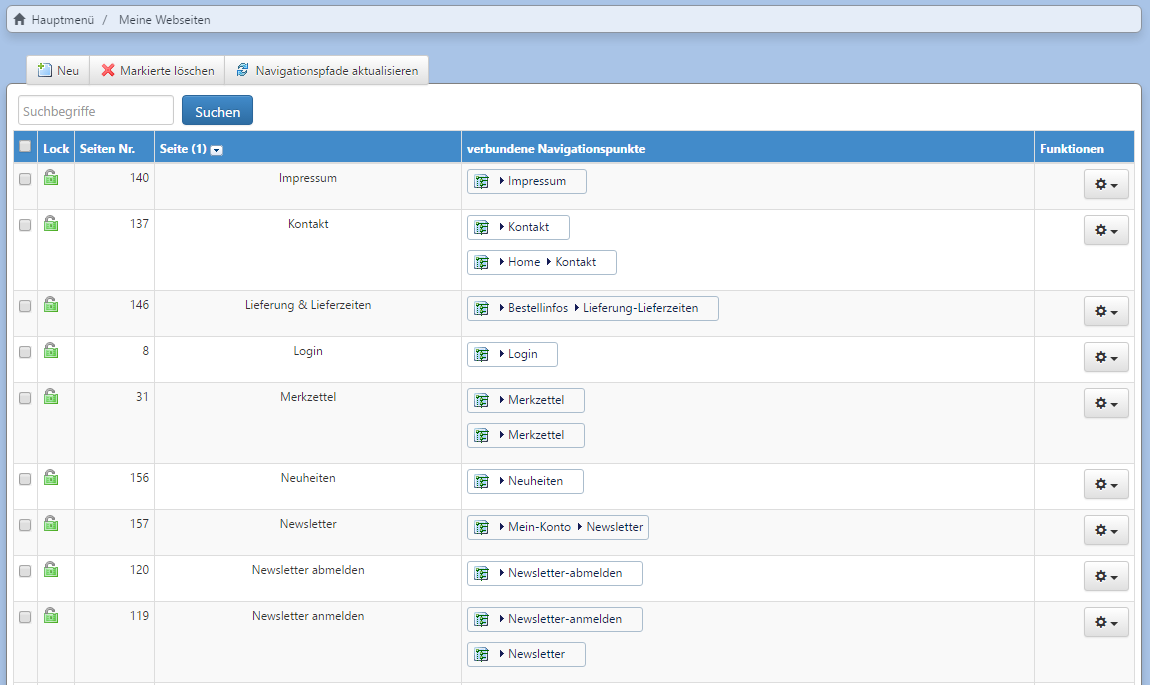 Hauptmenü / Meine Webseiten
Neu Markierte löschen Navigationspfade aktualisieren
Suchbegriffe Suchen
Lock Seiten Nr. Seite (1) verbundene Navigationspunkte Funktionen
140 Impressum Impressum
137 Kontakt Kontakt
Home Kontakt
146 Lieferung & Lieferzeiten Bestellinfos Lieferung-Lieferzeiten
8 Login Login
31 Merkzettel Merkzettel
Merkzettel
156 Neuheiten Neuheiten
157 Newsletter Mein-Konto Newsletter
120 Newsletter abmelden Newsletter-abmelden
119 Newsletter anmelden Newsletter-anmelden
Newsletter